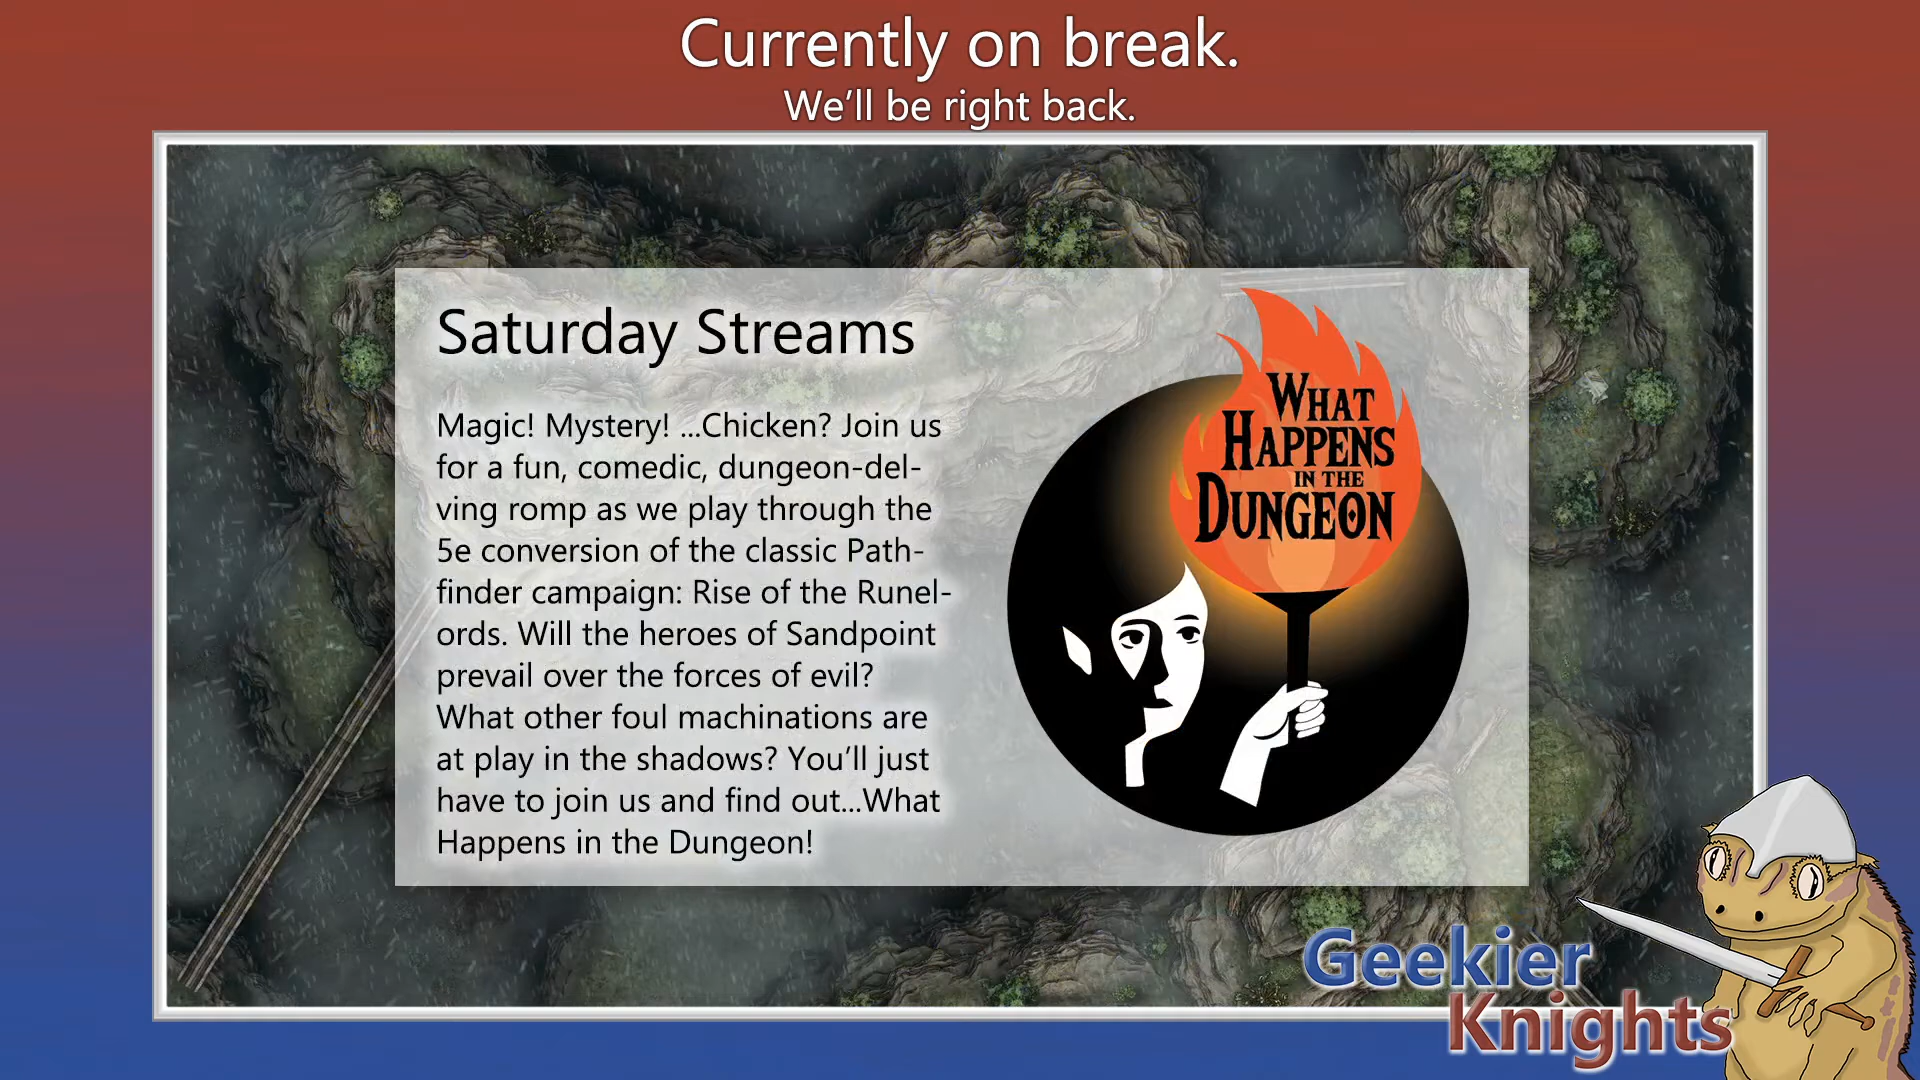 Currently on break.
We'll be right back.
Saturday Streams
Magic! Mystery! ...Chicken? Join us
for a fun, comedic, dungeon-del-
ving romp as we play through the
5e conversion of the classic Path-
finder campaign: Rise of the Runel-
ords. Will the heroes of Sandpoint
prevail over the forces of evil?
What other foul machinations are
at play in the shadows? You'll just
have to join us and find out...What
Happens in the Dungeon!
WHAT
HAPPENS
IN THE
DUNGEON
Geekier
Knights